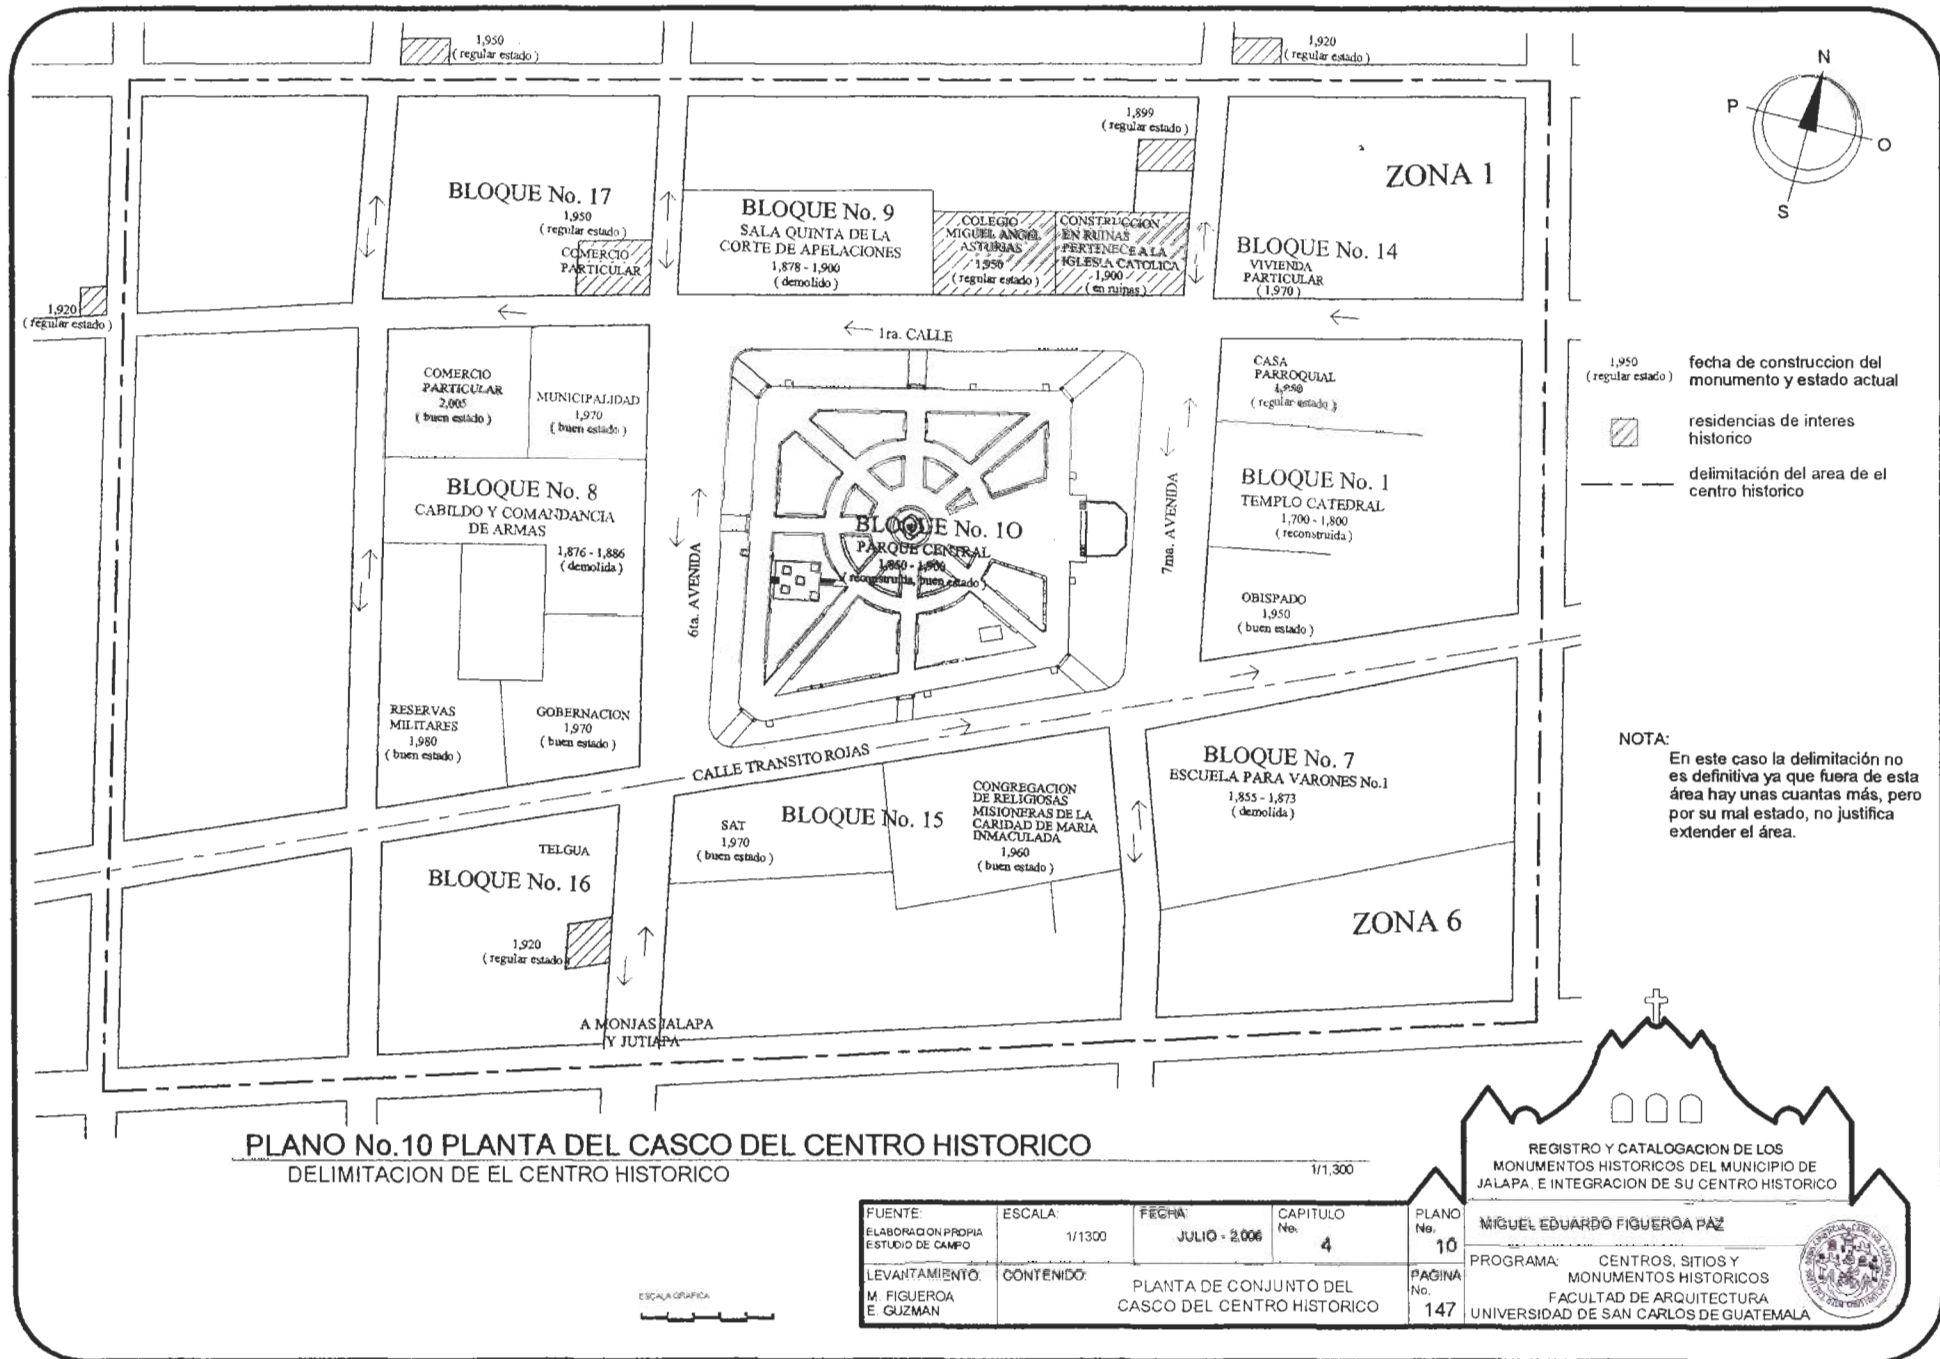 1,950
( regular estado )
1,920
( regular estado )
N
P
O
S
1,899
( regular estado )
ZONA 1
BLOQUE No. 17
1,950
( regular estado )
COMERCIO
PARTICULAR
BLOQUE No. 9
SALA QUINTA DE LA
CORTE DE APELACIONES
1,878 - 1,900
( demolido )
COLEGIO
MIGUEL ANGEL
ASTURIAS
1,950
( regular estado )
CONSTRUCCION
EN RUINAS
PERTENECE A LA
IGLESIA CATOLICA
1,900
( en ruinas )
BLOQUE No. 14
VIVIENDA
PARTICULAR
( 1,970 )
1,920
( regular estado )
1ra. CALLE
COMERCIO
PARTICULAR
2,005
( buen estado )
MUNICIPALIDAD
1,970
( buen estado )
CASA
PARROQUIAL
( regular estado )
1,950
( regular estado )
fecha de construccion del
monumento y estado actual
residencias de interes
historico
delimitación del area de el
centro historico
BLOQUE No. 8
CABILDO Y COMANDANCIA
DE ARMAS
1,876 - 1,886
( demolida )
6ta. AVENIDA
BLOQUE No. 1O
PARQUE CENTRAL
1,850 - 1,900
( reconstruida, buen estado )
7ma. AVENIDA
BLOQUE No. 1
TEMPLO CATEDRAL
1,700 - 1,800
( reconstruida )
OBISPADO
1,950
( buen estado )
RESERVAS
MILITARES
1,980
( buen estado )
GOBERNACION
1,970
( buen estado )
CALLE TRANSITO ROJAS
BLOQUE No. 7
ESCUELA PARA VARONES No.1
1,855 - 1,873
( demolida )
NOTA:
En este caso la delimitación no
es definitiva ya que fuera de esta
área hay unas cuantas más, pero
por su mal estado, no justifica
extender el área.
BLOQUE No. 15
SAT
1,970
( buen estado )
CONGREGACION
DE RELIGIOSAS
MISIONERAS DE LA
CARIDAD DE MARIA
INMACULADA
1,960
( buen estado )
TELGUA
BLOQUE No. 16
1,920
( regular estado
ZONA 6
A MONJAS JALAPA
Y JUTIAPA
PLANO No.10 PLANTA DEL CASCO DEL CENTRO HISTORICO
DELIMITACION DE EL CENTRO HISTORICO
1/1,300
ESCALA GRAFICA
REGISTRO Y CATALOGACION DE LOS
MONUMENTOS HISTORICOS DEL MUNICIPIO DE
JALAPA, E INTEGRACION DE SU CENTRO HISTORICO
FUENTE:
ELABORACION PROPIA
ESTUDIO DE CAMPO
ESCALA:
1/1300
FECHA:
JULIO - 2,006
CAPITULO
No.
4
PLANO
No.
10
MIGUEL EDUARDO FIGUEROA PAZ
LEVANTAMIENTO:
M. FIGUEROA
E. GUZMAN
CONTENIDO:
PLANTA DE CONJUNTO DEL
CASCO DEL CENTRO HISTORICO
PAGINA
No.
147
PROGRAMA: CENTROS, SITIOS Y
MONUMENTOS HISTORICOS
FACULTAD DE ARQUITECTURA
UNIVERSIDAD DE SAN CARLOS DE GUATEMALA